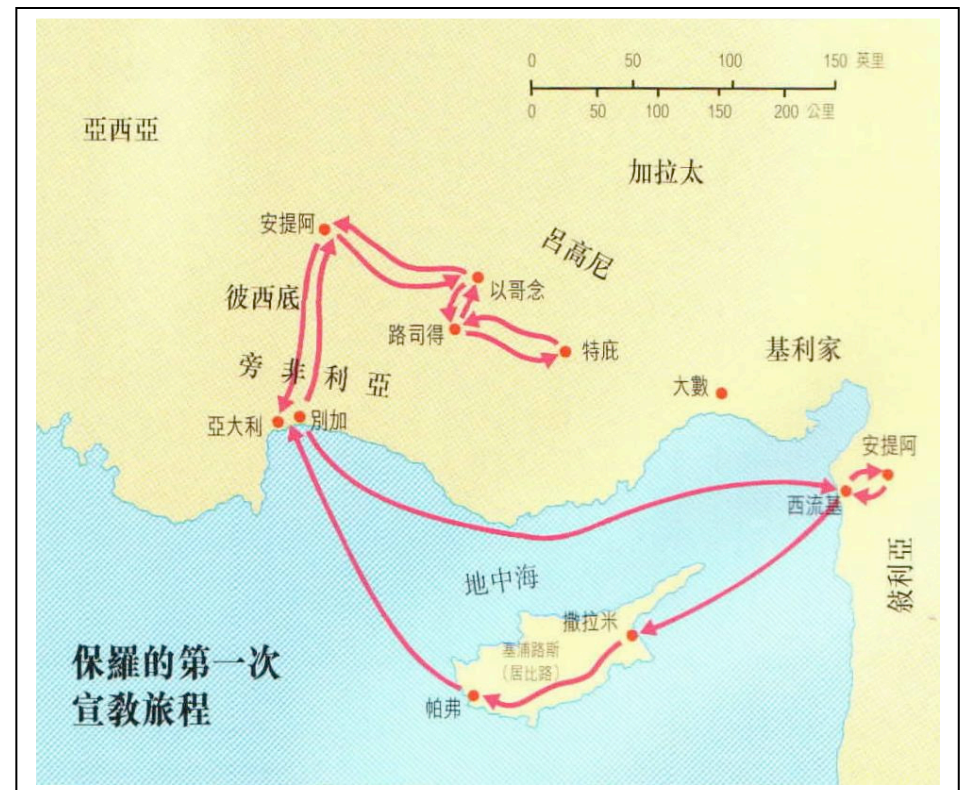 0 50 100 150 英里
0 50 100 150 200 公里
亞西亞
加拉太
安提阿
呂高尼
彼西底
以哥念
路司得
特庇
基利家
旁非利亞
大數
亞大利
別加
安提阿
西流基
敍利亞
地中海
撒拉米
塞浦路斯
(居比路)
帕弗
保羅的第一次
宣教旅程